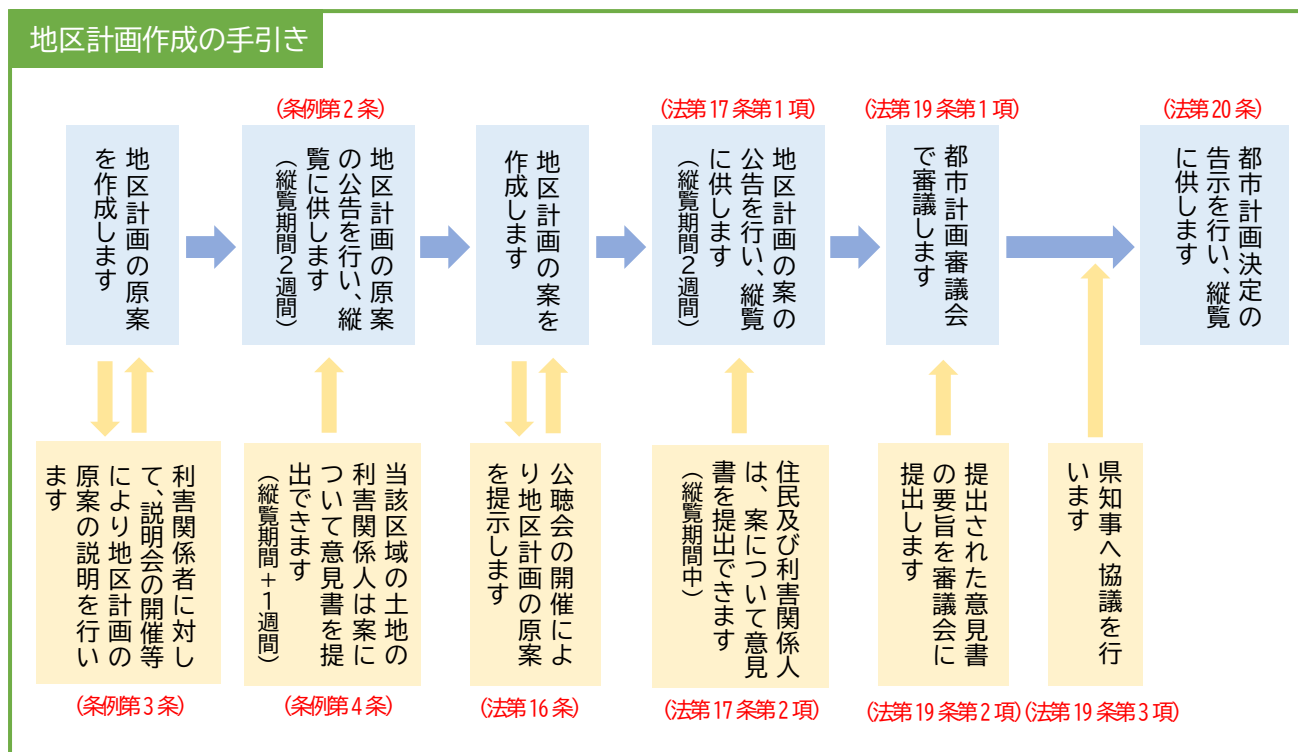 地区計画作成の手引き
(条例第2条)
(法第17条第1項)
(法第19条第1項)
(法第20条)
地区計画の原案
を作成します
地区計画の原案
の公告を行い、縦
覧に供します
(縦覧期間2週間)
地区計画の案を
作成します
地区計画の案の
公告を行い、縦覧
に供します
(縦覧期間2週間)
都市計画審議会
で審議します
都市計画決定の
告示を行い、縦覧
に供します
利害関係者に対し
て、説明会の開催等
により地区計画の
原案の説明を行い
ます
当該区域の土地の
利害関係人は案に
ついて意見書を提
出できます
(縦覧期間+1週間)
公聴会の開催によ
り地区計画の原案
を提示します
住民及び利害関係人
は、案について意見
書を提出できます
(縦覧期間中)
提出された意見書
の要旨を審議会に
提出します
県知事へ協議を行
います
(条例第3条)
(条例第4条)
(法第16条)
(法第17条第2項)
(法第19条第2項)
(法第19条第3項)